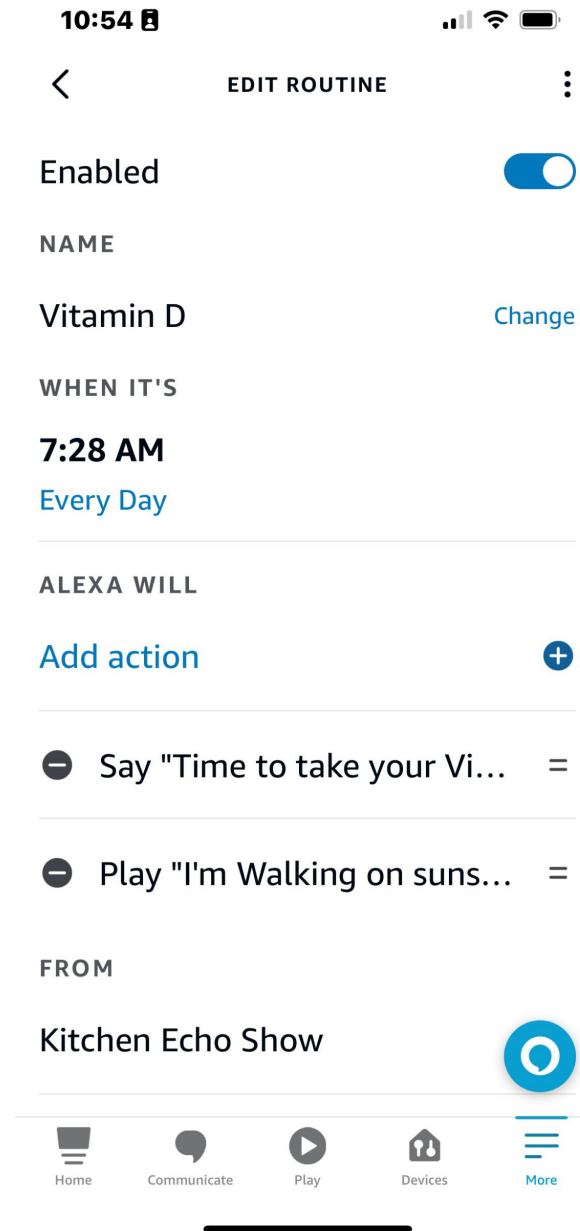 10:54
EDIT ROUTINE
Enabled
NAME
Vitamin D Change
WHEN IT'S
7:28 AM
Every Day
ALEXA WILL
Add action
Say "Time to take your Vi...
Play "I'm Walking on suns...
FROM
Kitchen Echo Show
Home Communicate Play Devices More